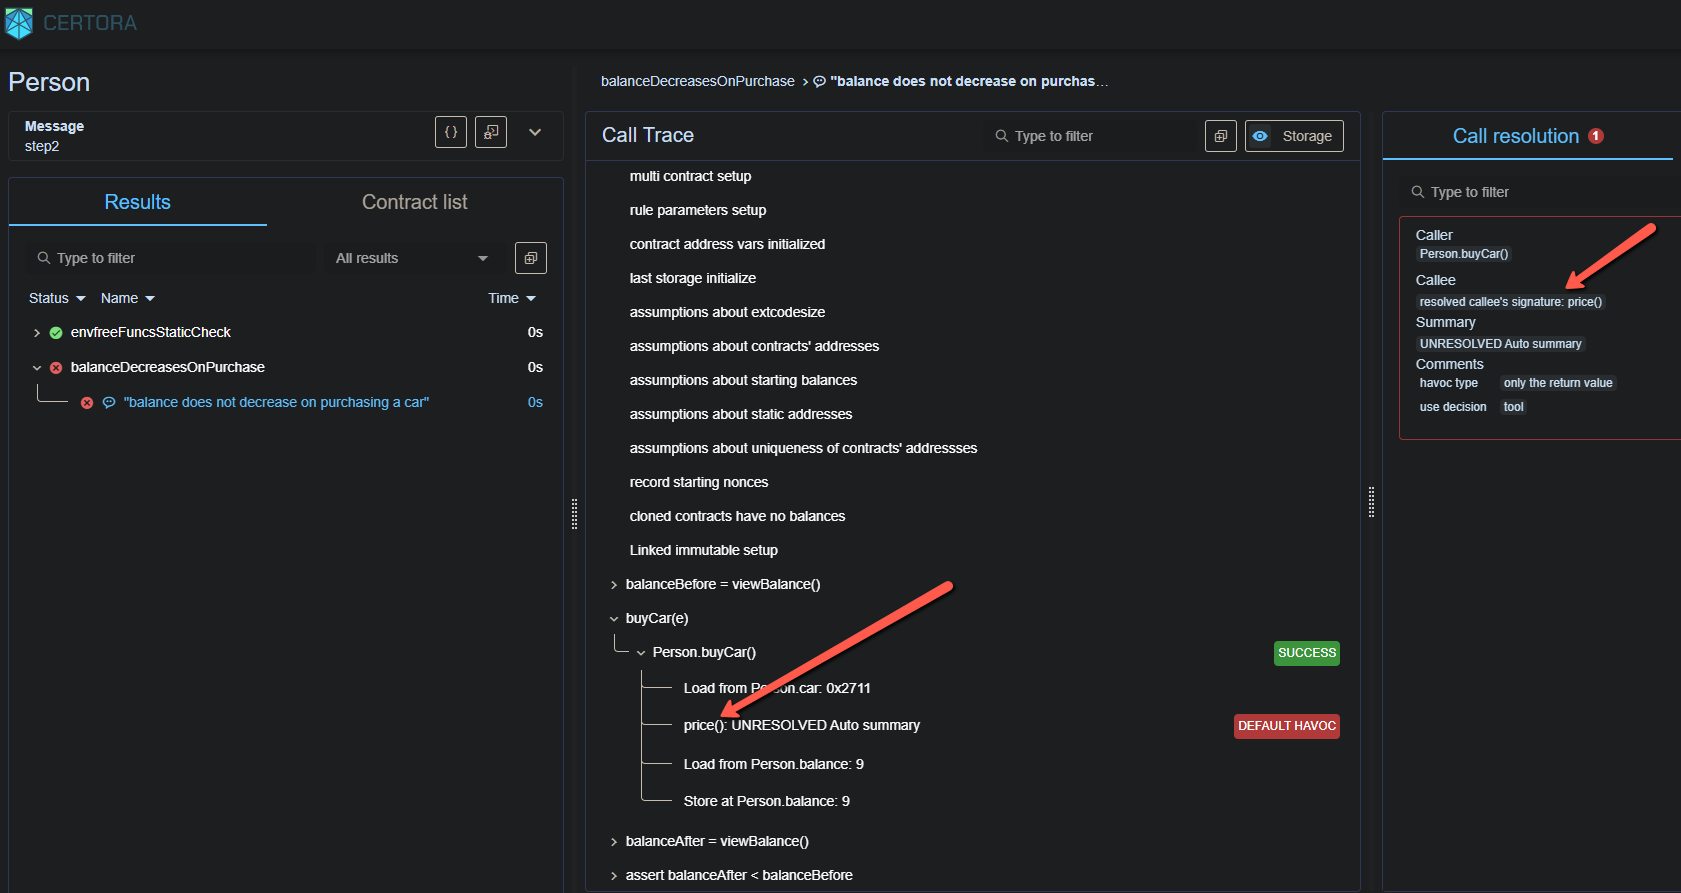 CERTORA
Person
Message
step2
{ }
Results
Contract list
Type to filter
All results
Status
Name
Time
envfreeFuncsStaticCheck
0s
balanceDecreasesOnPurchase
0s
"balance does not decrease on purchasing a car"
0s
balanceDecreasesOnPurchase > "balance does not decrease on purchas…
Call Trace
Type to filter
Storage
multi contract setup
rule parameters setup
contract address vars initialized
last storage initialize
assumptions about extcodesize
assumptions about contracts' addresses
assumptions about starting balances
assumptions about static addresses
assumptions about uniqueness of contracts' addressses
record starting nonces
cloned contracts have no balances
Linked immutable setup
balanceBefore = viewBalance()
buyCar(e)
Person.buyCar()
SUCCESS
Load from Person.car: 0x2711
price(): UNRESOLVED Auto summary
DEFAULT HAVOC
Load from Person.balance: 9
Store at Person.balance: 9
balanceAfter = viewBalance()
assert balanceAfter < balanceBefore
Call resolution 1
Type to filter
Caller
Person.buyCar()
Callee
resolved callee's signature: price()
Summary
UNRESOLVED Auto summary
Comments
havoc type only the return value
use decision tool